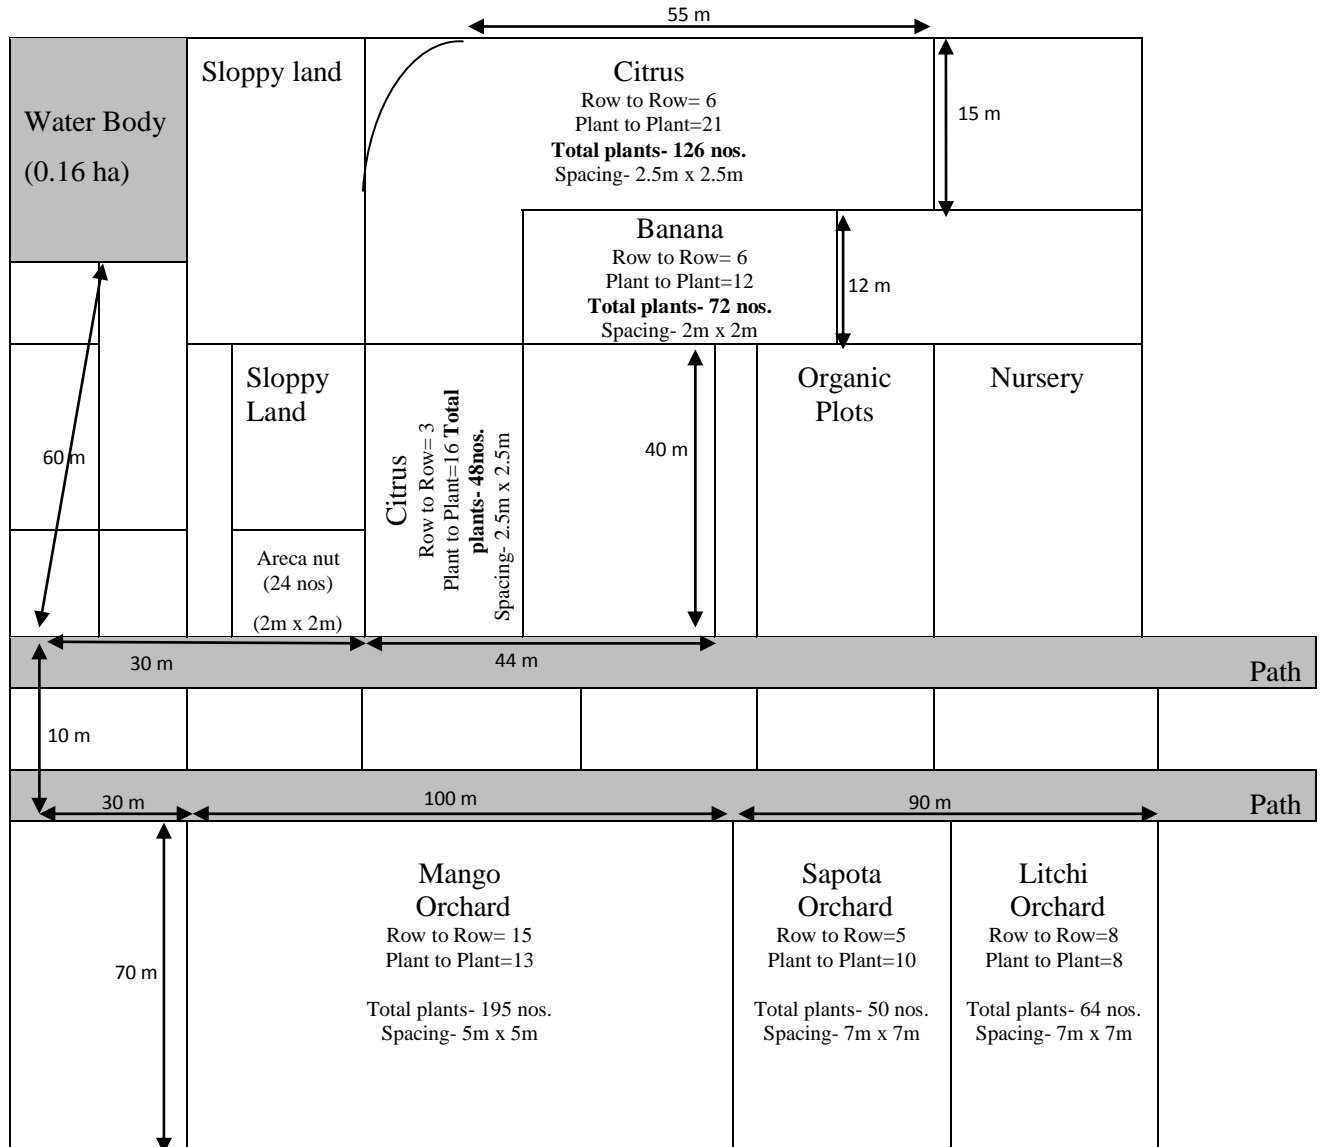 55 m
Sloppy land
Citrus
Row to Row= 6
Plant to Plant=21
Total plants- 126 nos.
Spacing- 2.5m x 2.5m
15 m
Water Body
(0.16 ha)
Banana
Row to Row= 6
Plant to Plant=12
Total plants- 72 nos.
Spacing- 2m x 2m
12 m
60 m
Sloppy
Land
Citrus
Row to Row= 3
Plant to Plant=16 Total
plants- 48nos.
Spacing- 2.5m x 2.5m
40 m
Organic
Plots
Nursery
Areca nut
(24 nos)
(2m x 2m)
30 m
44 m
Path
10 m
30 m
100 m
90 m
Path
70 m
Mango
Orchard
Row to Row= 15
Plant to Plant=13
Total plants- 195 nos.
Spacing- 5m x 5m
Sapota
Orchard
Row to Row=5
Plant to Plant=10
Total plants- 50 nos.
Spacing- 7m x 7m
Litchi
Orchard
Row to Row=8
Plant to Plant=8
Total plants- 64 nos.
Spacing- 7m x 7m